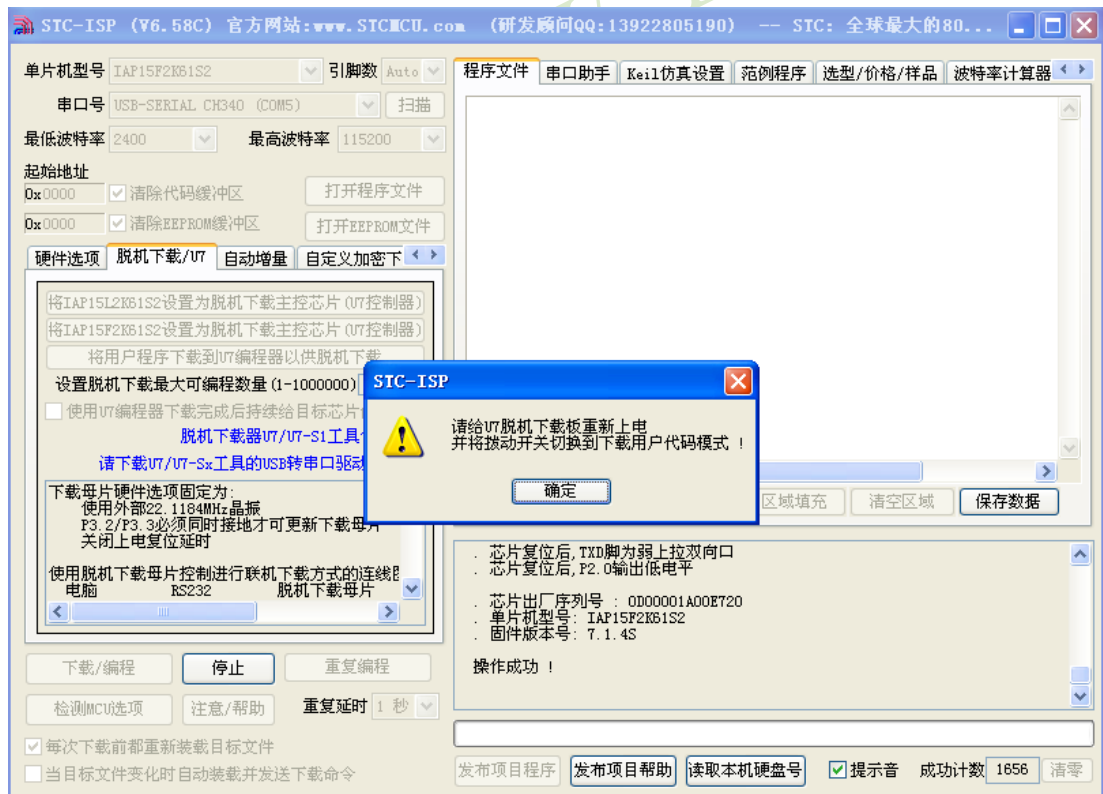 STC-ISP (V6.58C) 官方网站:www.STCMCU.com (研发顾问QQ:13922805190) -- STC: 全球最大的80...
单片机型号 IAP15F2K61S2 引脚数 Auto
串口号 USB-SERIAL CH340 (COM5) 扫描
最低波特率 2400 最高波特率 115200
起始地址
0x0000 清除代码缓冲区 打开程序文件
0x0000 清除EEPROM缓冲区 打开EEPROM文件
硬件选项 脱机下载/U7 自动增量 自定义加密下
将IAP15L2K61S2设置为脱机下载主控芯片(U7控制器)
将IAP15F2K61S2设置为脱机下载主控芯片(U7控制器)
将用户程序下载到U7编程器以供脱机下载
设置脱机下载最大可编程数量(1-1000000)
使用U7编程器下载完成后持续给目标芯片
脱机下载器U7/U7-S1工具
请下载U7/U7-Sx工具的USB转串口驱动
下载母片硬件选项固定为:
使用外部22.1184MHz晶振
P3.2/P3.3必须同时接地才可更新下载母片
关闭上电复位延时
使用脱机下载母片控制进行联机下载方式的连线
电脑 RS232 脱机下载母片
下载/编程 停止 重复编程
检测MCU选项 注意/帮助 重复延时 1 秒
每次下载前都重新装载目标文件
当目标文件变化时自动装载并发送下载命令
程序文件 串口助手 Keil仿真设置 范例程序 选型/价格/样品 波特率计算器
STC-ISP
请给U7脱机下载板重新上电
并将拨动开关切换到下载用户代码模式 !
确定
区域填充 清空区域 保存数据
. 芯片复位后,TXD脚为弱上拉双向口
. 芯片复位后,P2.0输出低电平
. 芯片出厂序列号 : 0D00001A00E720
. 单片机型号: IAP15F2K61S2
. 固件版本号: 7.1.4S
操作成功 !
发布项目程序 发布项目帮助 读取本机硬盘号 提示音 成功计数 1656 清零